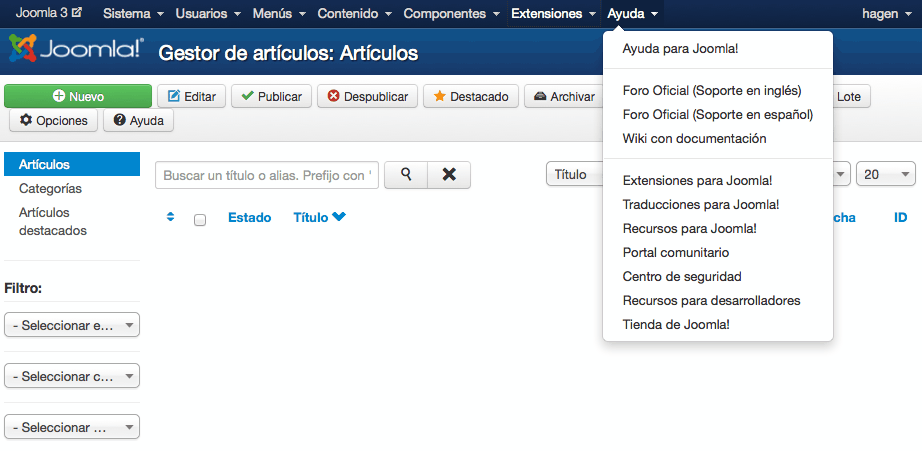 Joomla 3 Sistema Usuarios Menús Contenido Componentes Extensiones Ayuda hagen
Joomla!® Gestor de artículos: Artículos
Ayuda para Joomla!
Foro Oficial (Soporte en inglés)
Foro Oficial (Soporte en español)
Wiki con documentación
Extensiones para Joomla!
Traducciones para Joomla!
Recursos para Joomla!
Portal comunitario
Centro de seguridad
Recursos para desarrolladores
Tienda de Joomla!
Nuevo Editar Publicar Despublicar Destacado Archivar Lote
Opciones Ayuda
Artículos
Categorías
Artículos
destacados
Filtro:
- Seleccionar e...
- Seleccionar c...
- Seleccionar ...
Buscar un título o alias. Prefijo con ' Título 20
Estado Título cha ID